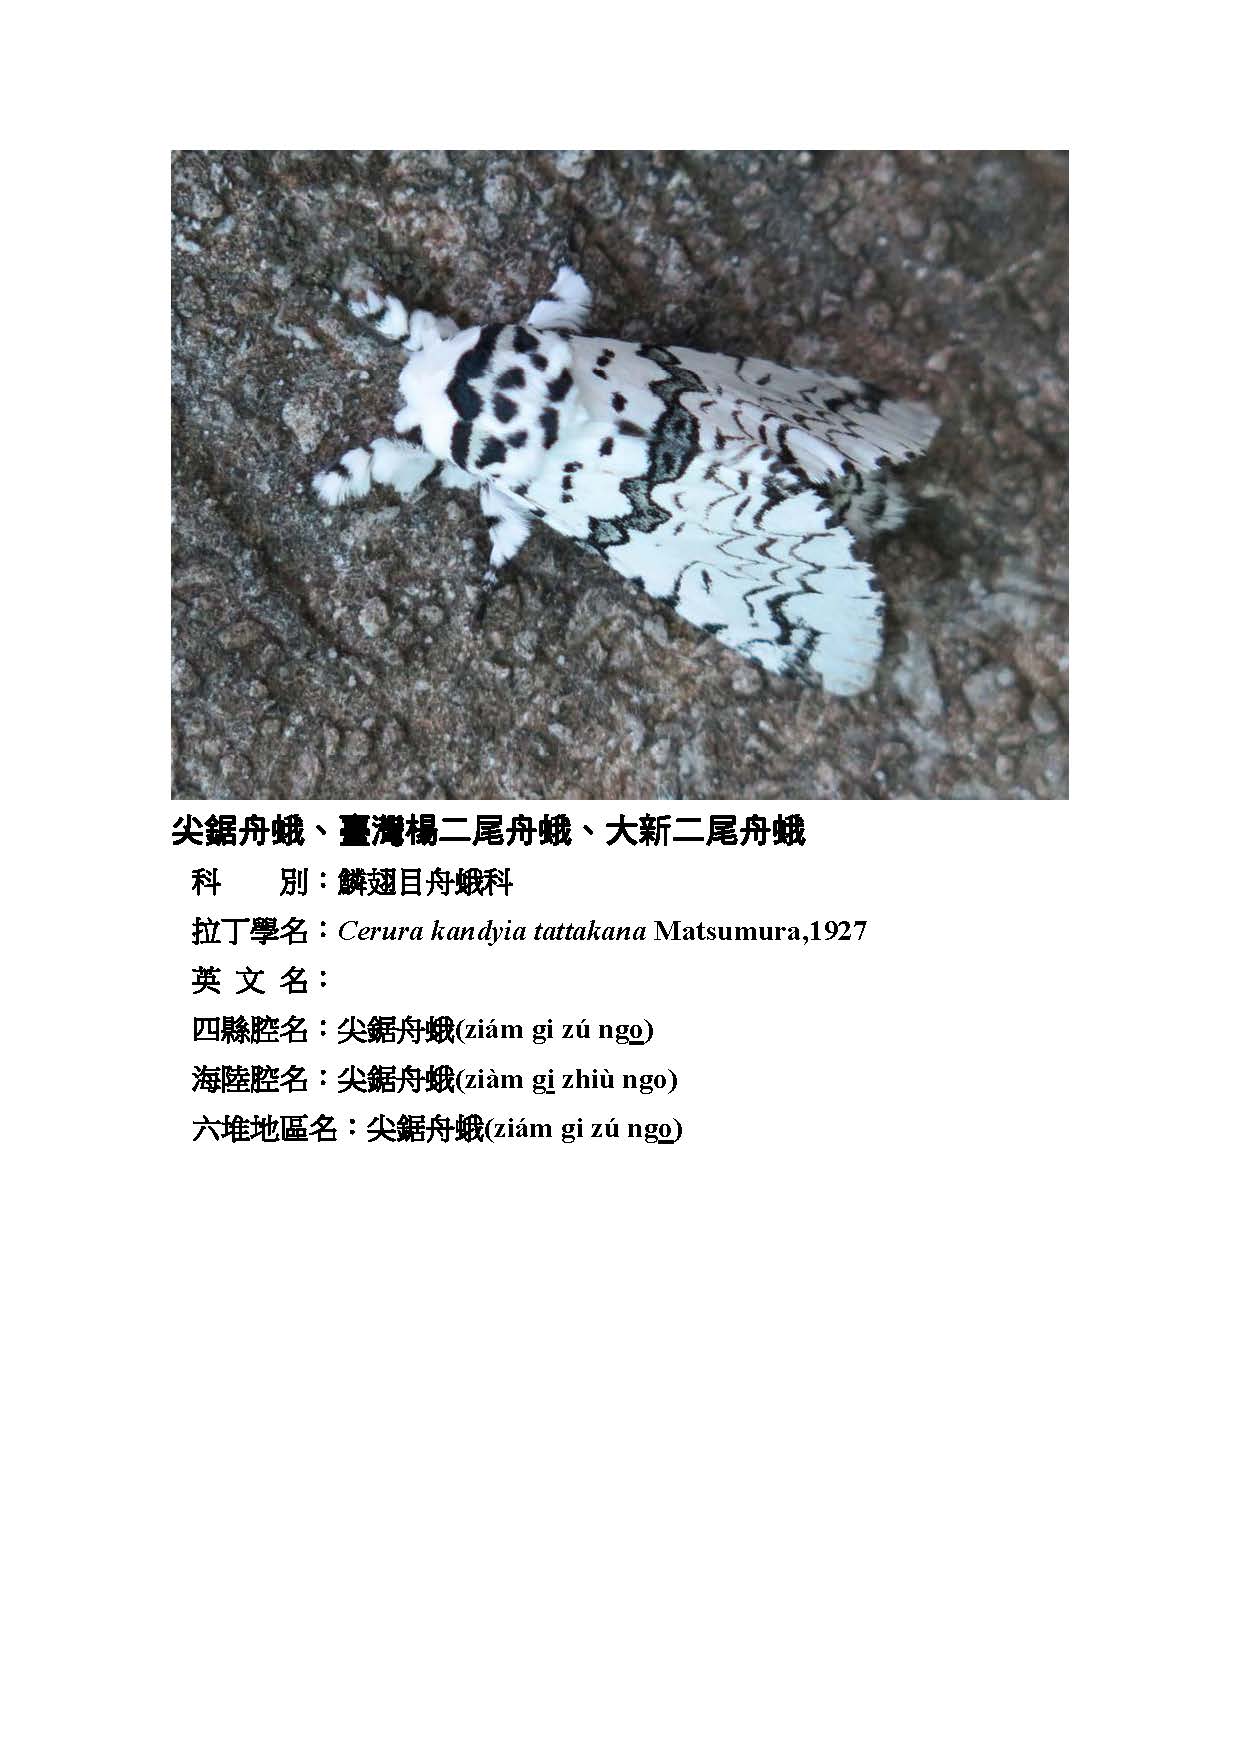 尖鋸舟蛾、臺灣楊二尾舟蛾、大新二尾舟蛾
科　　別：鱗翅目舟蛾科
拉丁學名：Cerura kandyia tattakana Matsumura,1927
英 文 名：
四縣腔名：尖鋸舟蛾(ziám gi zú ngo)
海陸腔名：尖鋸舟蛾(ziàm gi zhiù ngo)
六堆地區名：尖鋸舟蛾(ziám gi zú ngo)